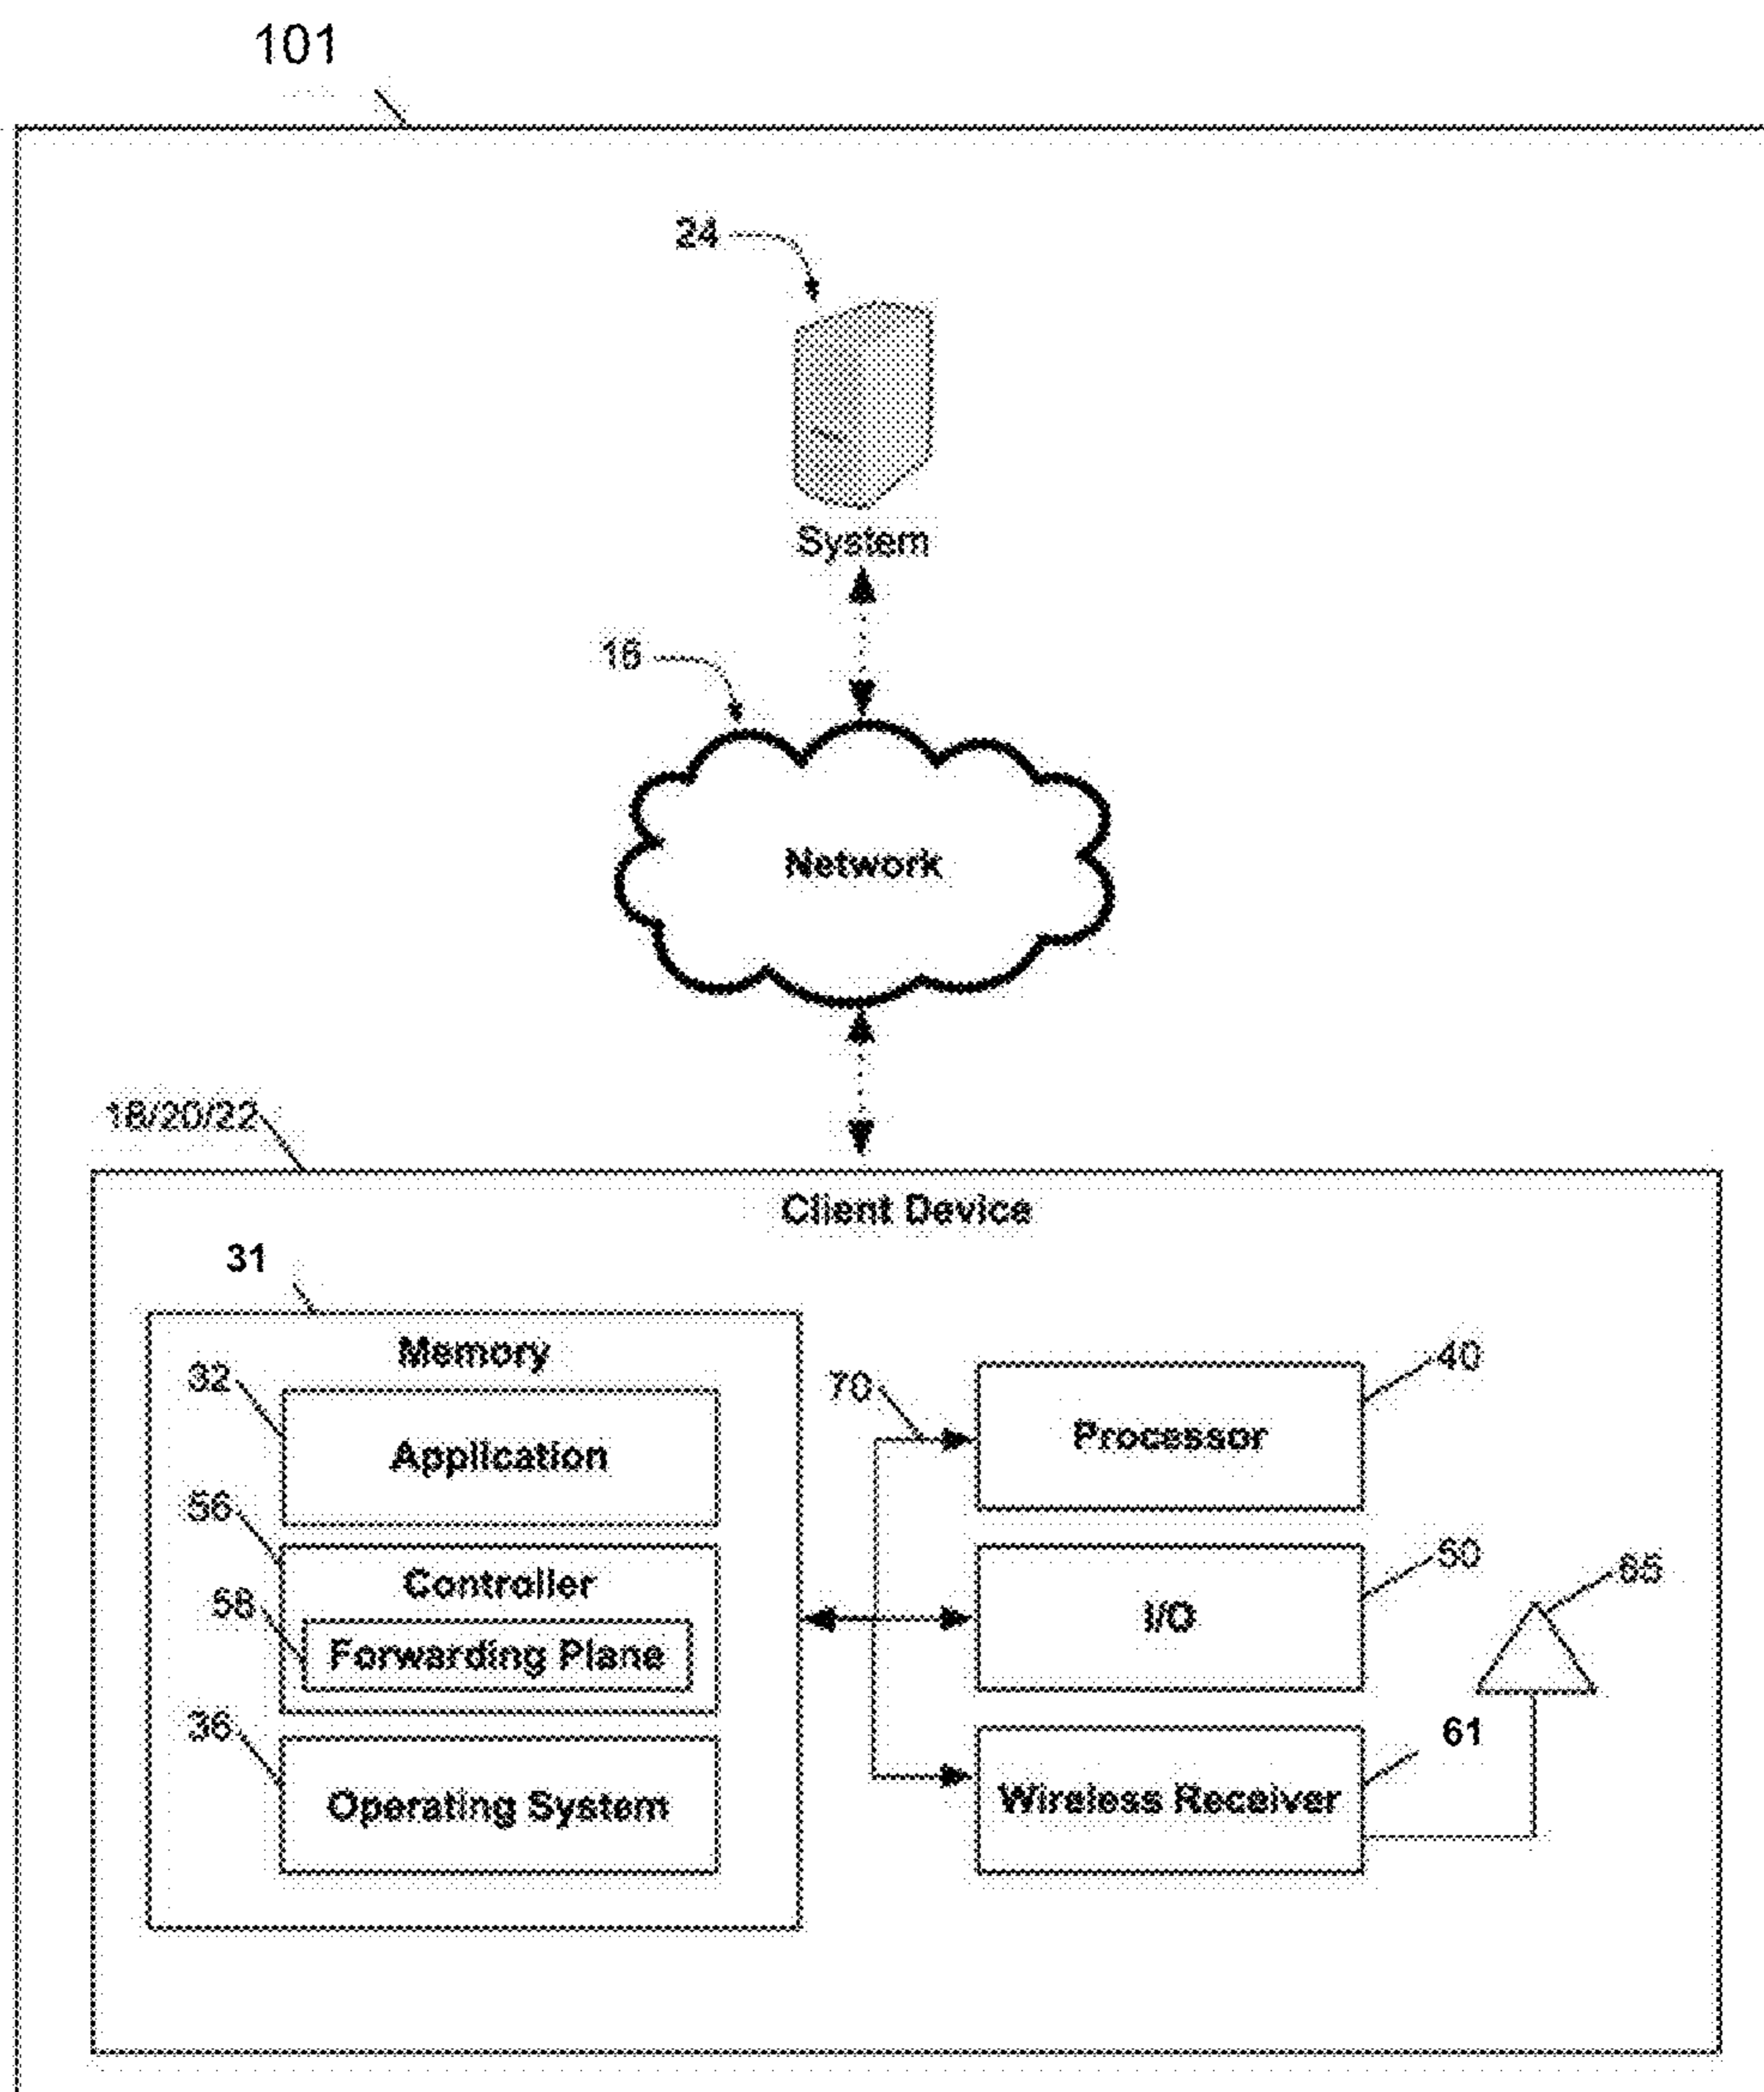 101
24
System
16
Network
18/20/22
Client Device
31
Memory
32
Application
56
Controller
58
Forwarding Plane
36
Operating System
70
40
Processor
50
I/O
65
61
Wireless Receiver